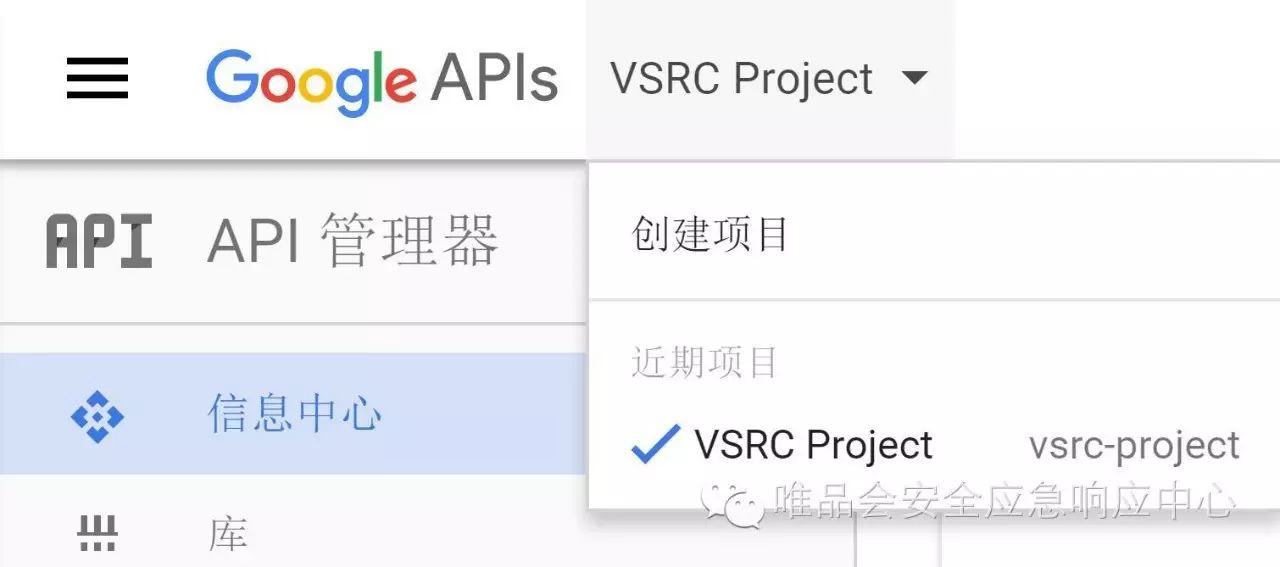 Google APIs VSRC Project
API API 管理器
创建项目
近期项目
信息中心
VSRC Project vsrc-project
唯品会安全应急响应中心
库